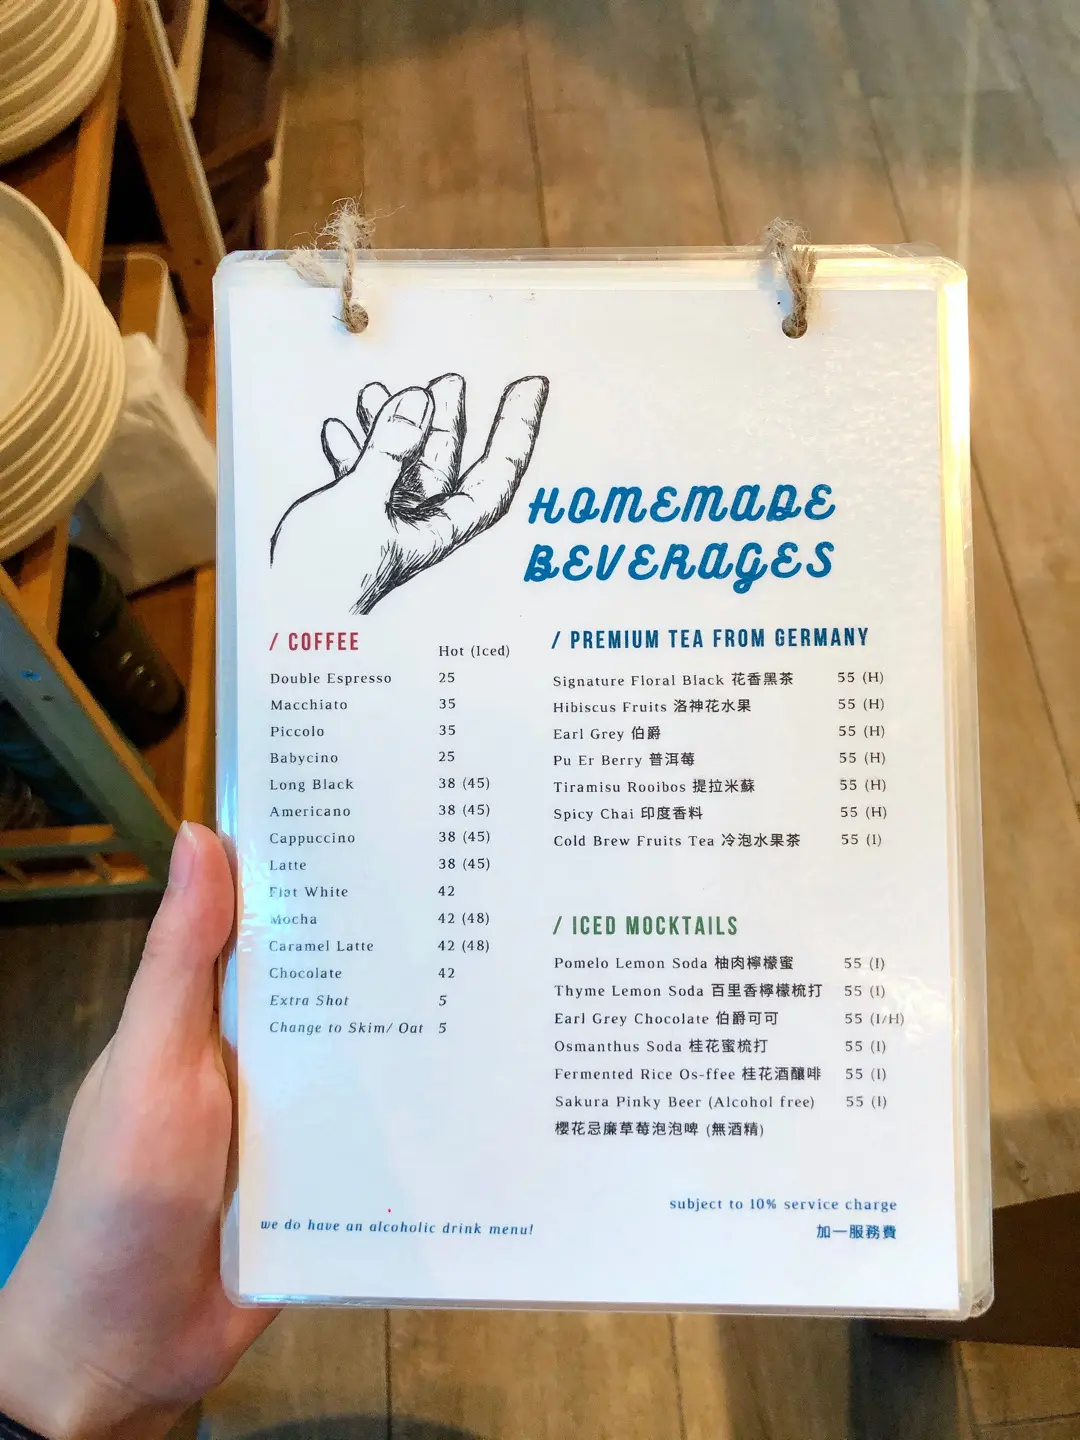 HOMEMADE
BEVERAGES
/ COFFEE
Hot (Iced)
Double Espresso 25
Macchiato 35
Piccolo 35
Babycino 25
Long Black 38 (45)
Americano 38 (45)
Cappuccino 38 (45)
Latte 38 (45)
Flat White 42
Mocha 42 (48)
Caramel Latte 42 (48)
Chocolate 42
Extra Shot 5
Change to Skim/ Oat 5
/ PREMIUM TEA FROM GERMANY
Signature Floral Black 花香黑茶 55 (H)
Hibiscus Fruits 洛神花水果 55 (H)
Earl Grey 伯爵 55 (H)
Pu Er Berry 普洱莓 55 (H)
Tiramisu Rooibos 提拉米蘇 55 (H)
Spicy Chai 印度香料 55 (H)
Cold Brew Fruits Tea 冷泡水果茶 55 (I)
/ ICED MOCKTAILS
Pomelo Lemon Soda 柚肉檸檬蜜 55 (I)
Thyme Lemon Soda 百里香檸檬梳打 55 (I)
Earl Grey Chocolate 伯爵可可 55 (I/H)
Osmanthus Soda 桂花蜜梳打 55 (I)
Fermented Rice Os-ffee 桂花酒釀啡 55 (I)
Sakura Pinky Beer (Alcohol free) 55 (I)
櫻花忌廉草莓泡泡啤 (無酒精)
subject to 10% service charge
加一服務費
we do have an alcoholic drink menu!